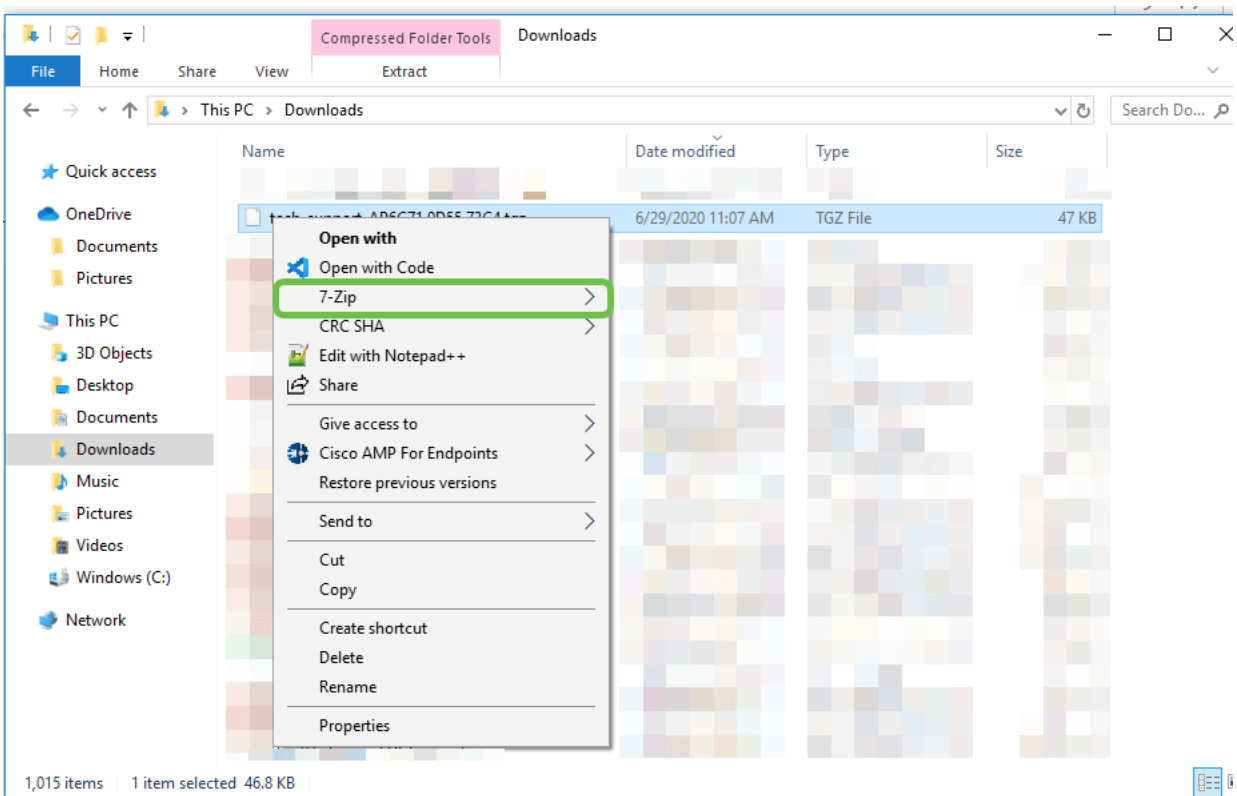 Compressed Folder Tools Downloads
File Home Share View Extract
This PC > Downloads Search Do...
Name Date modified Type Size
Quick access
OneDrive
6/29/2020 11:07 AM TGZ File 47 KB
Documents
Pictures
This PC
3D Objects
Desktop
Documents
Downloads
Music
Pictures
Videos
Windows (C:)
Network
Open with
Open with Code
7-Zip
CRC SHA
Edit with Notepad++
Share
Give access to
Cisco AMP For Endpoints
Restore previous versions
Send to
Cut
Copy
Create shortcut
Delete
Rename
Properties
1,015 items 1 item selected 46.8 KB